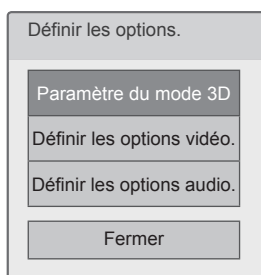 Définir les options.
Paramètre du mode 3D
Définir les options vidéo.
Définir les options audio.
Fermer